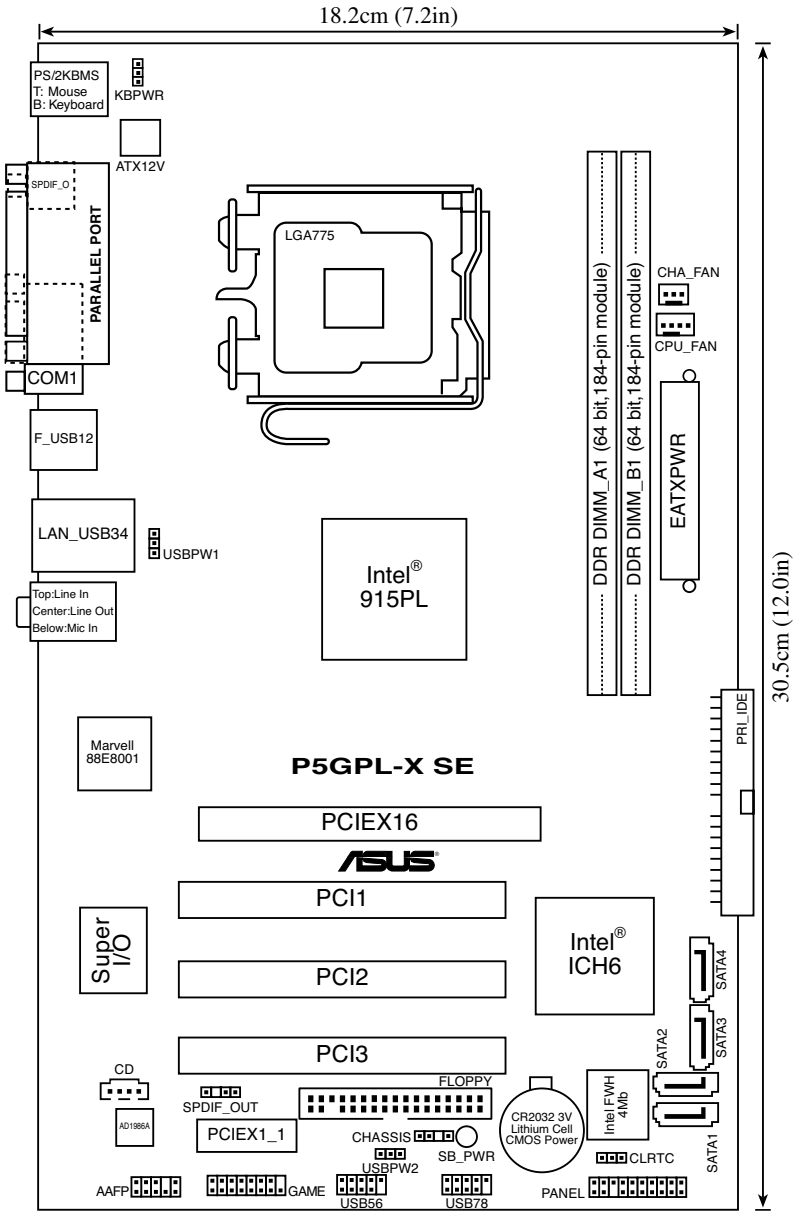 18.2cm (7.2in)
PS/2KBMS
T: Mouse
B: Keyboard
KBPWR
ATX12V
SPDIF_O
PARALLEL PORT
LGA775
CHA_FAN
CPU_FAN
DDR DIMM_A1 (64 bit,184-pin module)
DDR DIMM_B1 (64 bit,184-pin module)
EATXPWR
COM1
F_USB12
LAN_USB34
USBPW1
Intel®
915PL
Top:Line In
Center:Line Out
Below:Mic In
30.5cm (12.0in)
PRI_IDE
Marvell
88E8001
P5GPL-X SE
PCIEX16
ASUS®
PCI1
Super
I/O
Intel®
ICH6
PCI2
SATA4
SATA3
PCI3
SATA2
CD
FLOPPY
SPDIF_OUT
Intel FWH
4Mb
CR2032 3V
Lithium Cell
CMOS Power
AD1986A
PCIEX1_1
CHASSIS
SB_PWR
SATA1
USBPW2
CLRTC
AAFP
GAME
USB56
USB78
PANEL